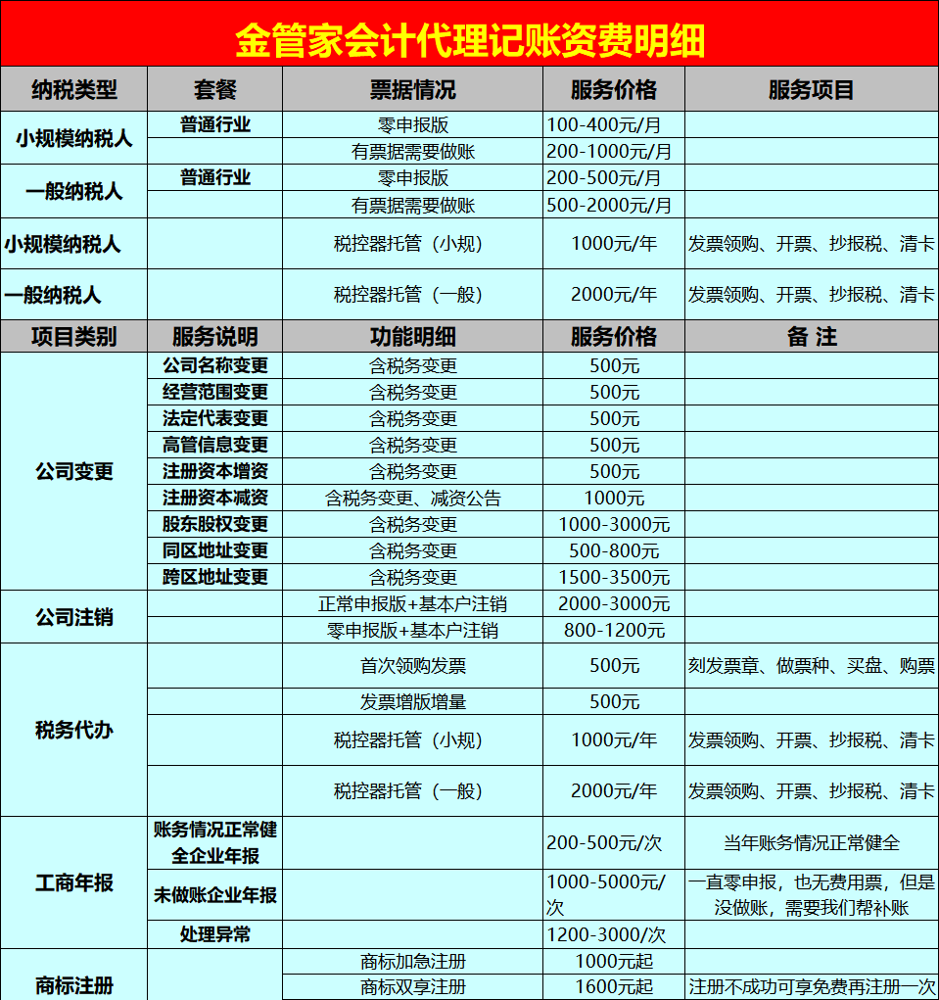 金管家会计代理记账资费明细
纳税类型 套餐 票据情况 服务价格 服务项目
小规模纳税人 普通行业 零申报版 100-400元/月
有票据需要做账 200-1000元/月
一般纳税人 普通行业 零申报版 200-500元/月
有票据需要做账 500-2000元/月
小规模纳税人 税控器托管（小规） 1000元/年 发票领购、开票、抄报税、清卡
一般纳税人 税控器托管（一般） 2000元/年 发票领购、开票、抄报税、清卡
项目类别 服务说明 功能明细 服务价格 备 注
公司变更 公司名称变更 含税务变更 500元
经营范围变更 含税务变更 500元
法定代表变更 含税务变更 500元
高管信息变更 含税务变更 500元
注册资本增资 含税务变更 500元
注册资本减资 含税务变更、减资公告 1000元
股东股权变更 含税务变更 1000-3000元
同区地址变更 含税务变更 500-800元
跨区地址变更 含税务变更 1500-3500元
公司注销 正常申报版+基本户注销 2000-3000元
零申报版+基本户注销 800-1200元
税务代办 首次领购发票 500元 刻发票章、做票种、买盘、购票
发票增版增量 500元
税控器托管（小规） 1000元/年 发票领购、开票、抄报税、清卡
税控器托管（一般） 2000元/年 发票领购、开票、抄报税、清卡
工商年报 账务情况正常健
全企业年报 200-500元/次 当年账务情况正常健全
未做账企业年报 1000-5000元/
次 一直零申报，也无费用票，但是
没做账，需要我们帮补账
处理异常 1200-3000/次
商标注册 商标加急注册 1000元起
商标双享注册 1600元起 注册不成功可享免费再注册一次